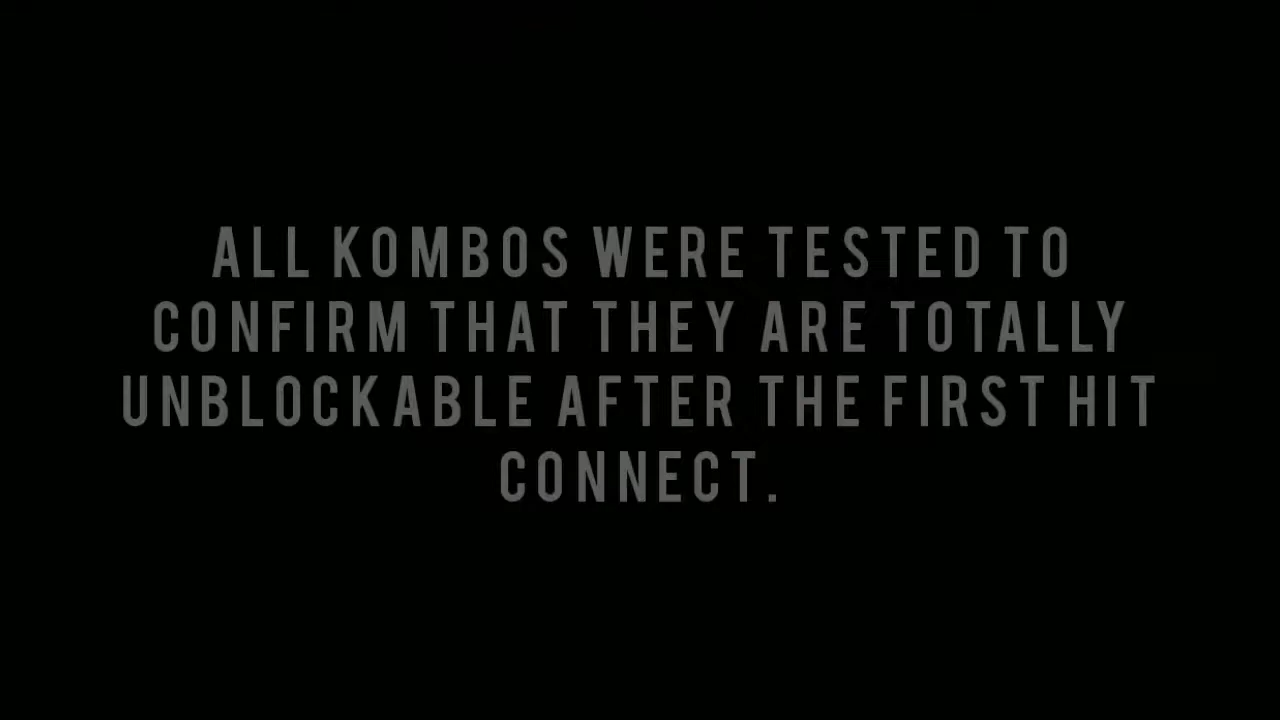 ALL KOMBOS WERE TESTED TO
CONFIRM THAT THEY ARE TOTALLY
UNBLOCKABLE AFTER THE FIRST HIT
CONNECT.